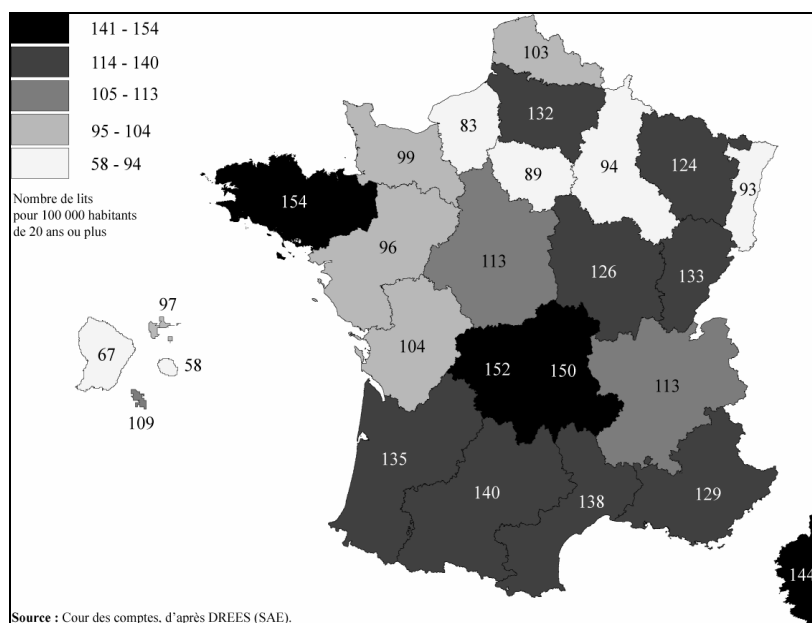 141 - 154
114 - 140
105 - 113
95 - 104
58 - 94
Nombre de lits
pour 100 000 habitants
de 20 ans ou plus
103
83
132
99
89
94
124
93
154
96
113
126
133
97
67
58
109
104
152
150
113
135
140
138
129
144
Source : Cour des comptes, d'après DREES (SAE).